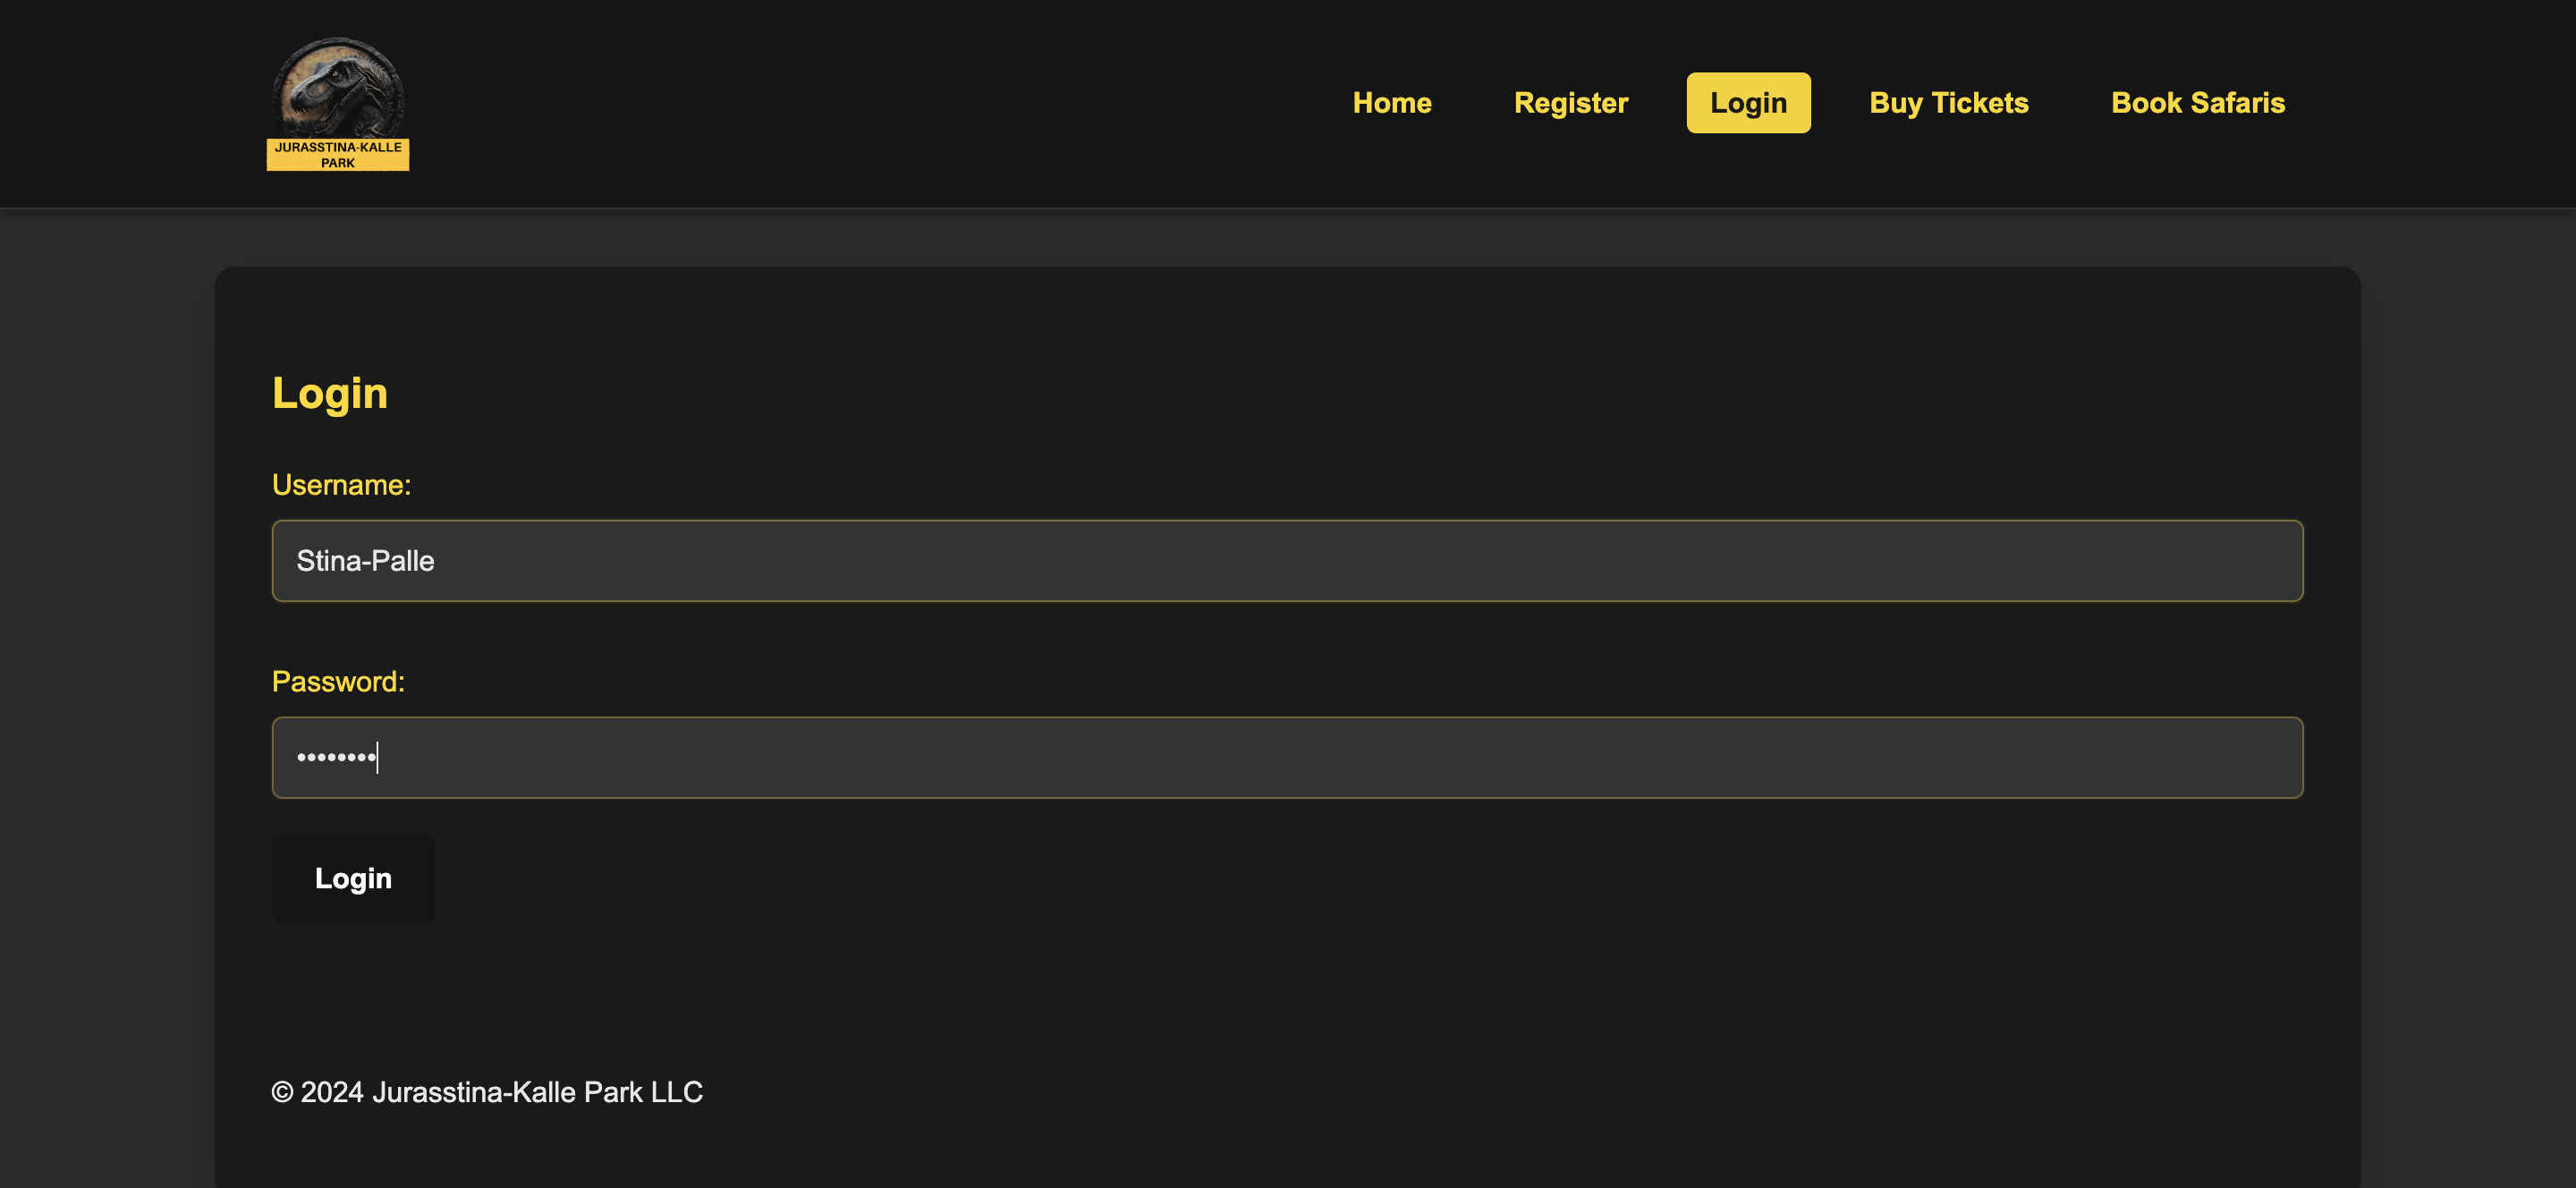 JURASSTINA-KALLE
PARK
Home Register Login Buy Tickets Book Safaris
Login
Username:
Stina-Palle
Password:
••••••••
Login
© 2024 Jurasstina-Kalle Park LLC